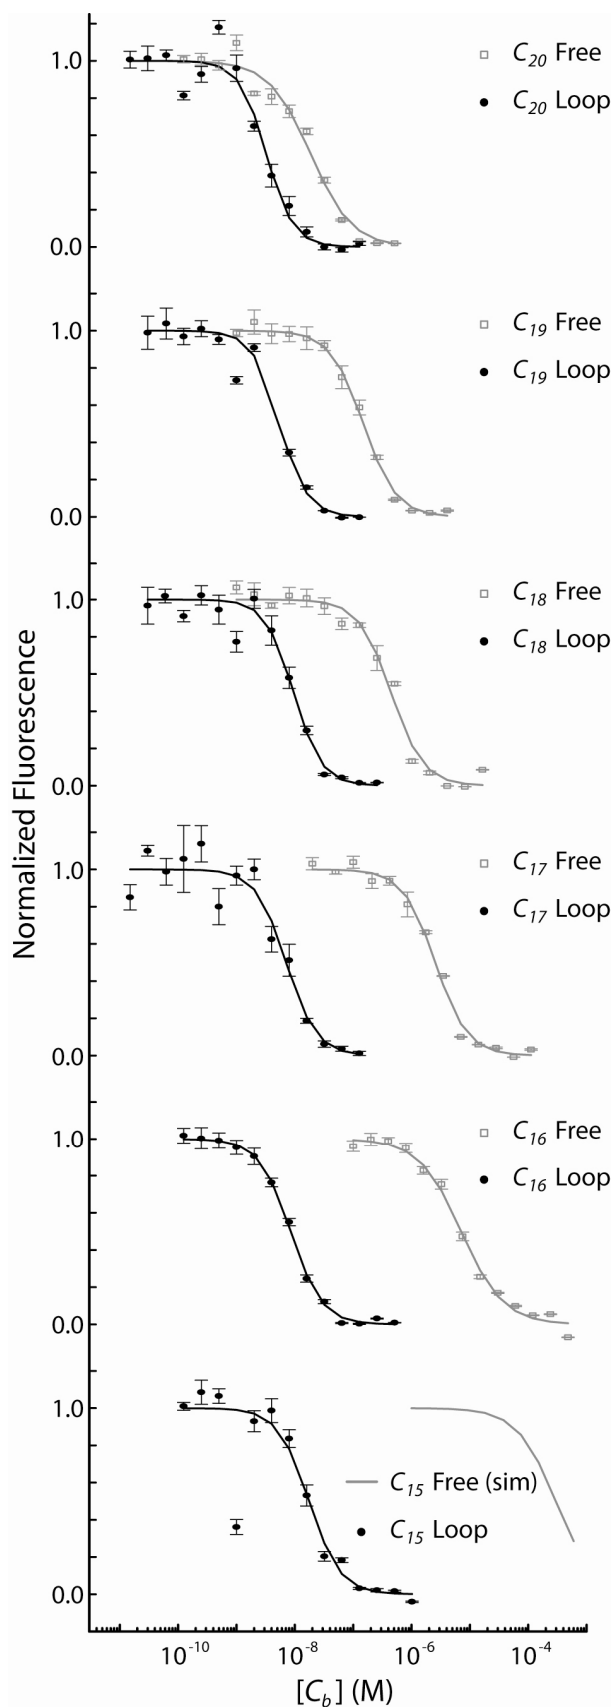 1.0
C20 Free
C20 Loop
0.0
1.0
C19 Free
C19 Loop
0.0
1.0
C18 Free
C18 Loop
0.0
Normalized Fluorescence
1.0
C17 Free
C17 Loop
0.0
1.0
C16 Free
C16 Loop
0.0
1.0
C15 Free (sim)
C15 Loop
0.0
10-10 10-8 10-6 10-4
[Cb] (M)